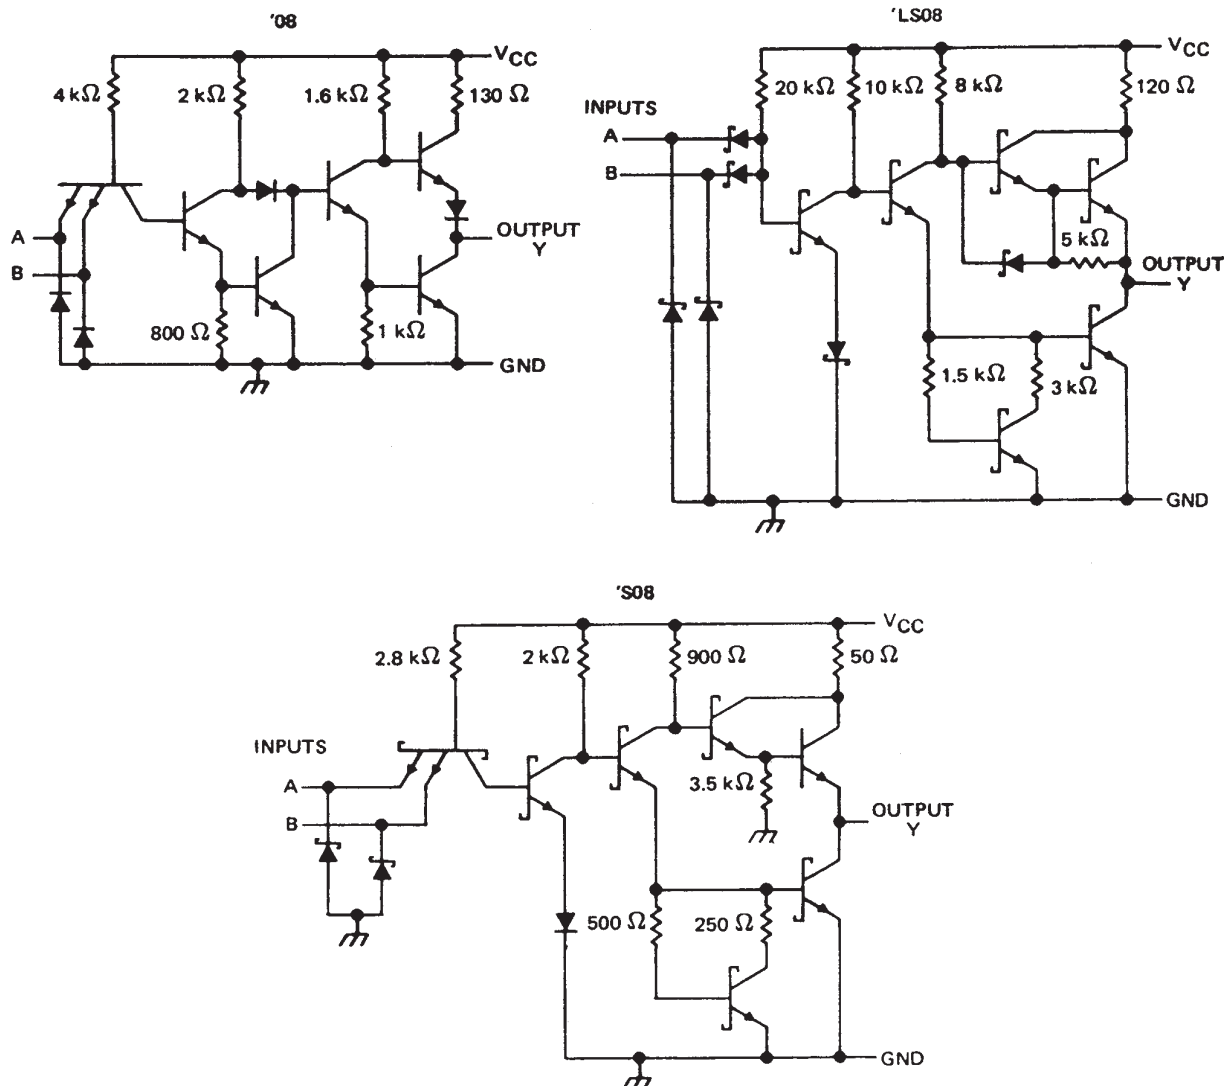 '08
VCC
4 kΩ
2 kΩ
1.6 kΩ
130 Ω
A
B
OUTPUT
Y
800 Ω
1 kΩ
GND
'LS08
VCC
20 kΩ
10 kΩ
8 kΩ
120 Ω
INPUTS
A
B
5 kΩ
OUTPUT
Y
1.5 kΩ
3 kΩ
GND
'S08
VCC
2.8 kΩ
2 kΩ
900 Ω
50 Ω
INPUTS
A
B
3.5 kΩ
OUTPUT
Y
500 Ω
250 Ω
GND